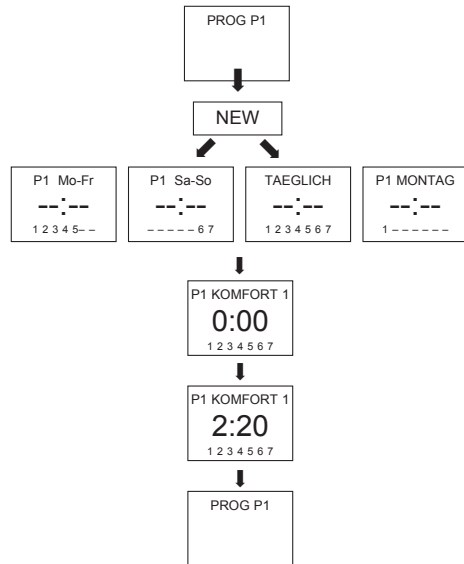 PROG P1
NEW
P1 Mo-Fr
--:--
1 2 3 4 5 – –
P1 Sa-So
--:--
– – – – – 6 7
TAEGLICH
--:--
1 2 3 4 5 6 7
P1 MONTAG
--:--
1 – – – – – –
P1 KOMFORT 1
0:00
1 2 3 4 5 6 7
P1 KOMFORT 1
2:20
1 2 3 4 5 6 7
PROG P1